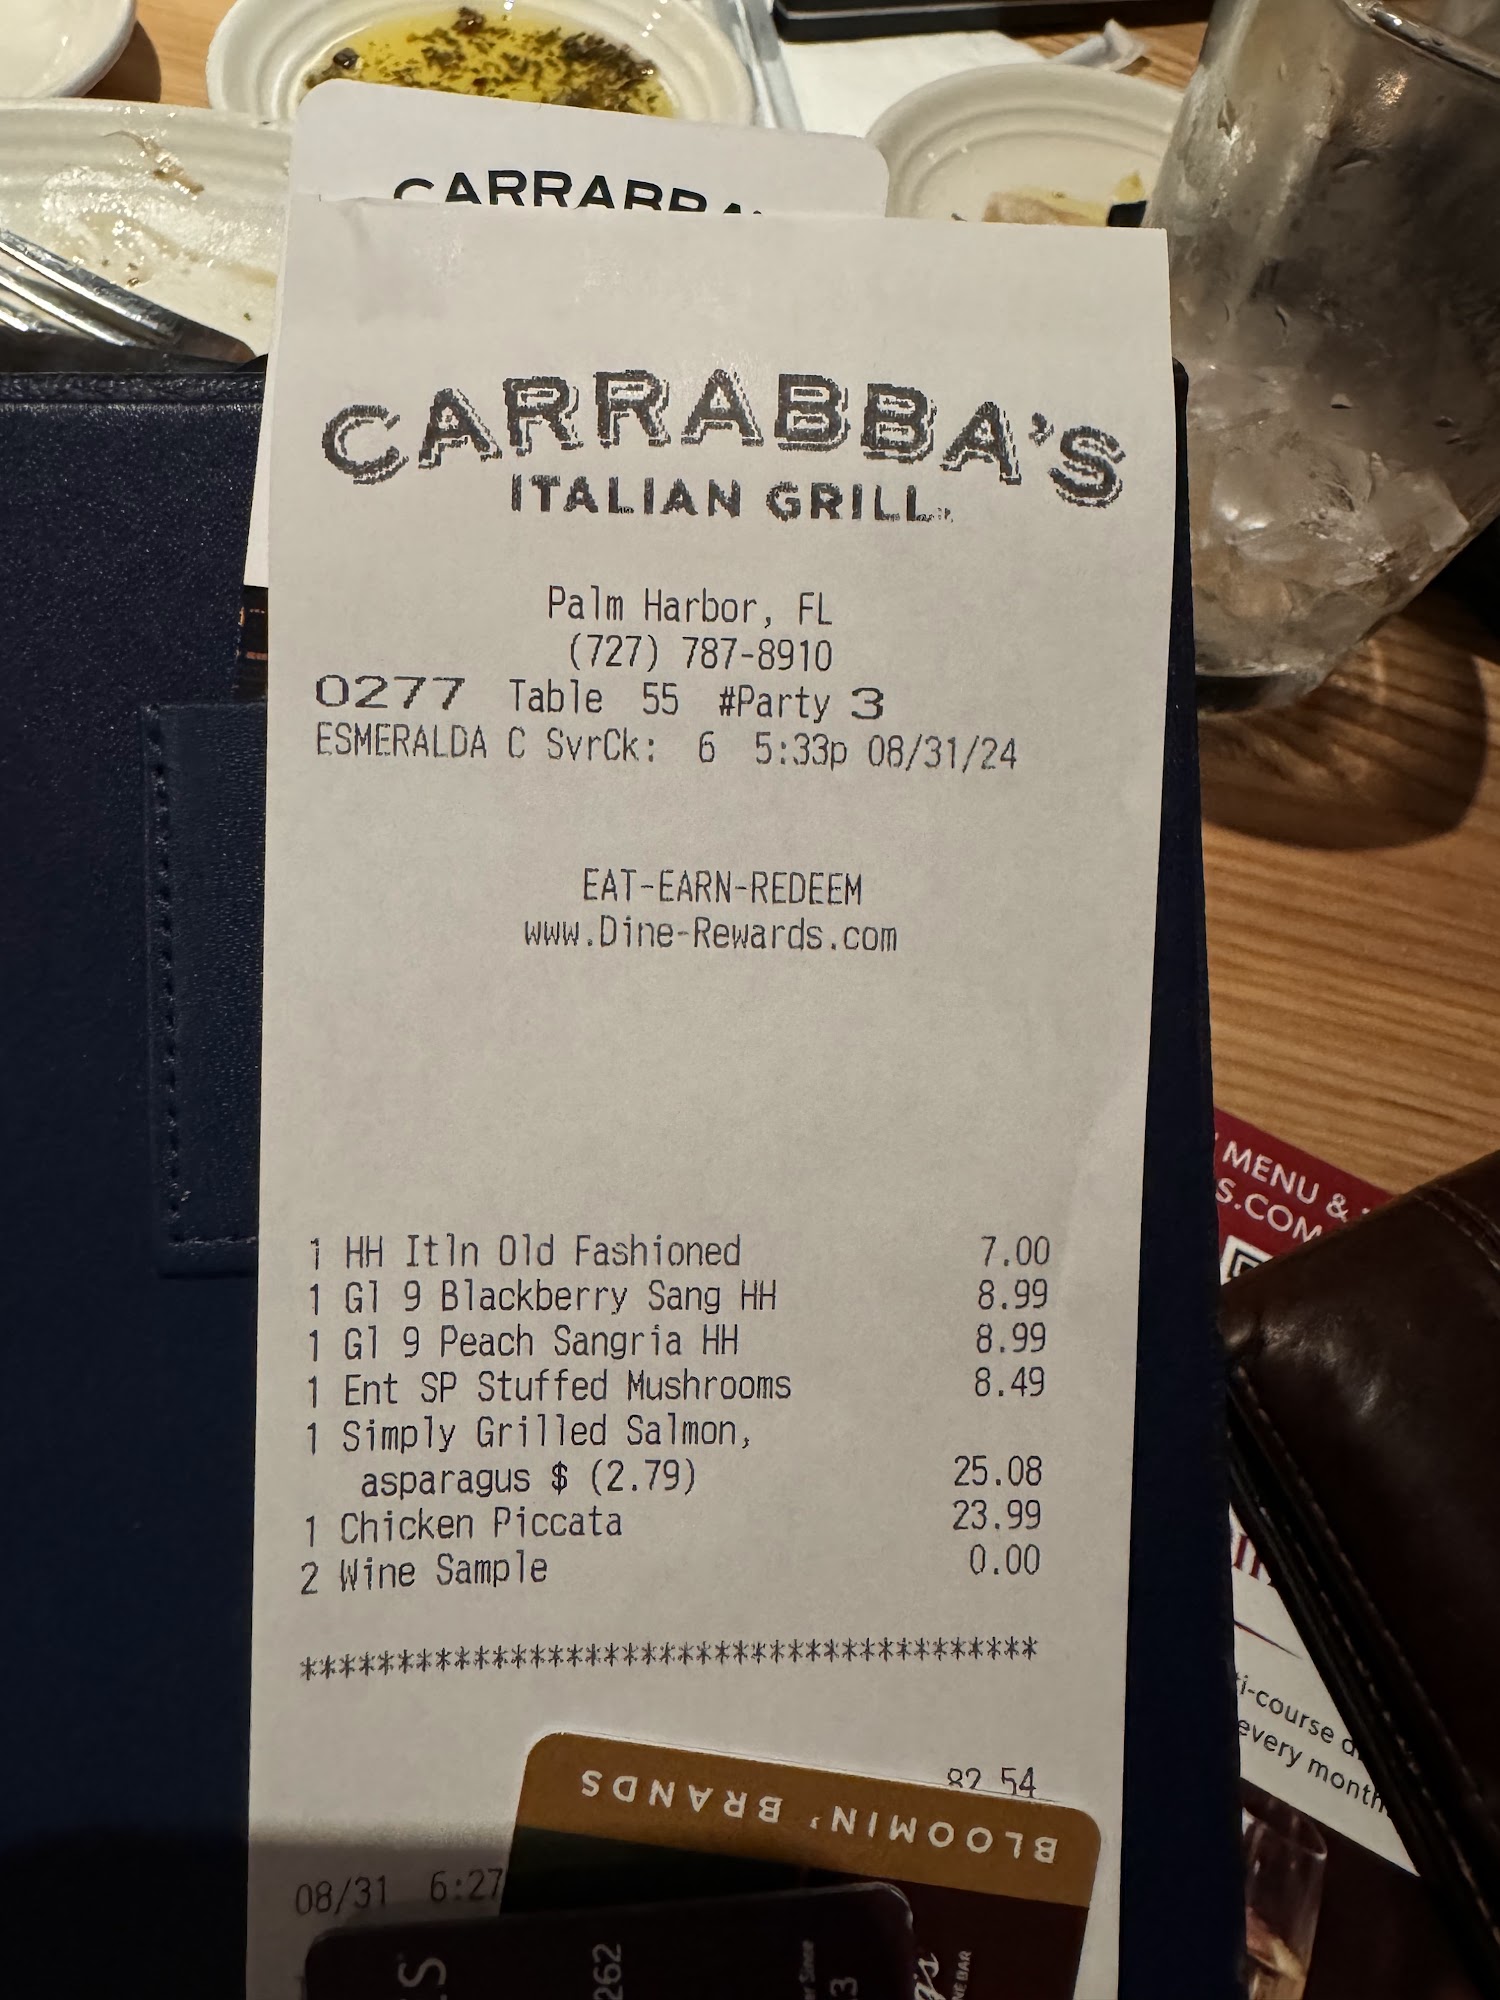 CARRABBA'S
ITALIAN GRILL
Palm Harbor, FL
(727) 787-8910
0277 Table 55 #Party 3
ESMERALDA C SvrCk: 6 5:33p 08/31/24
EAT-EARN-REDEEM
www.Dine-Rewards.com
1 HH Itln Old Fashioned 7.00
1 Gl 9 Blackberry Sang HH 8.99
1 Gl 9 Peach Sangria HH 8.99
1 Ent SP Stuffed Mushrooms 8.49
1 Simply Grilled Salmon,
asparagus $ (2.79) 25.08
1 Chicken Piccata 23.99
2 Wine Sample 0.00
***************************************
82.54
08/31 6:27
BLOOMIN' BRANDS
262
MENU &
S.COM
ti-course
every month